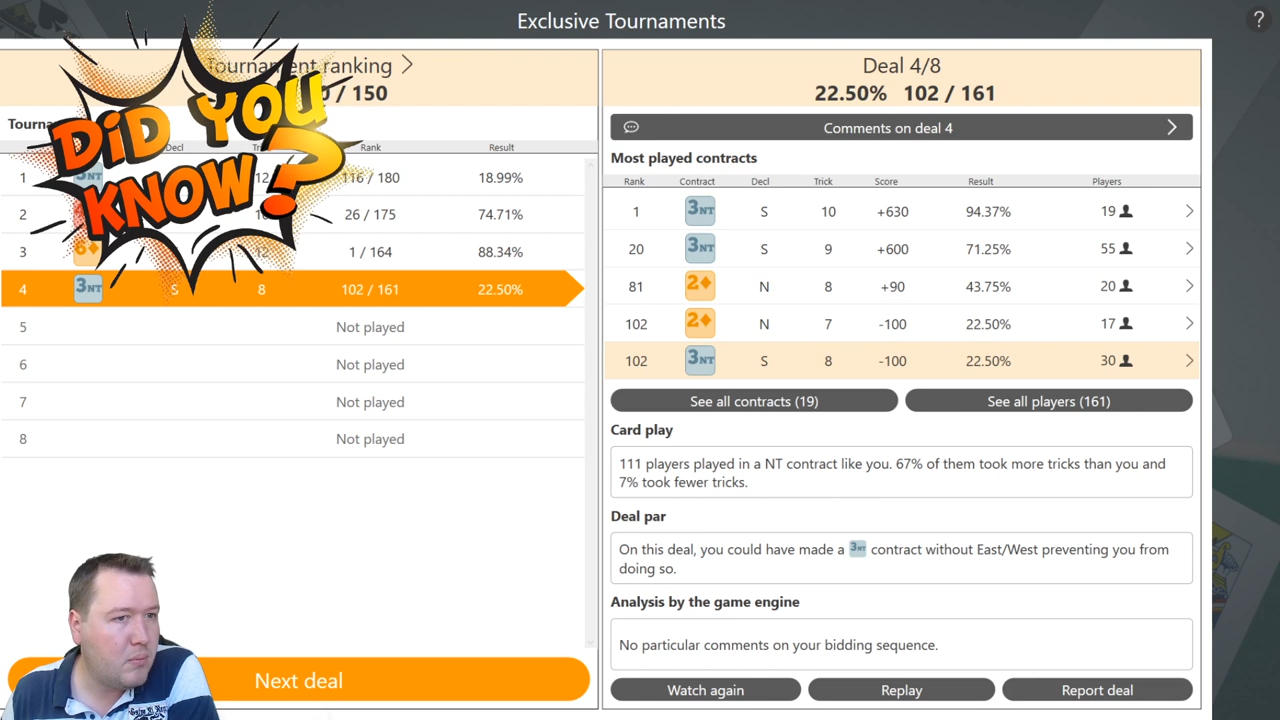 Exclusive Tournaments
?
Tournament ranking
/ 150
DiD YOU
KNOW?
Decl
Rank
Result
1 3NT 12 116 / 180 18.99%
2 26 / 175 74.71%
3 6♦ 12 1 / 164 88.34%
4 3NT S 8 102 / 161 22.50%
5 Not played
6 Not played
7 Not played
8 Not played
Next deal
Deal 4/8
22.50% 102 / 161
Comments on deal 4
Most played contracts
Rank Contract Decl Trick Score Result Players
1 3NT S 10 +630 94.37% 19
20 3NT S 9 +600 71.25% 55
81 2♦ N 8 +90 43.75% 20
102 2♦ N 7 -100 22.50% 17
102 3NT S 8 -100 22.50% 30
See all contracts (19) See all players (161)
Card play
111 players played in a NT contract like you. 67% of them took more tricks than you and
7% took fewer tricks.
Deal par
On this deal, you could have made a 3NT contract without East/West preventing you from
doing so.
Analysis by the game engine
No particular comments on your bidding sequence.
Watch again Replay Report deal